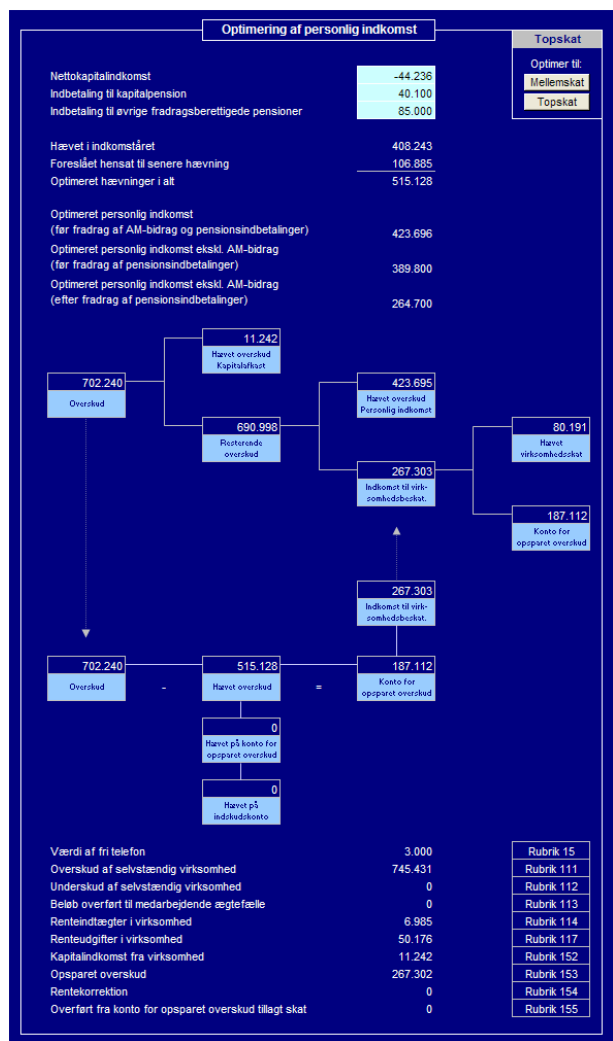 Optimering af personlig indkomst
Topskat
Optimer til:
Mellemskat
Topskat
Nettokapitalindkomst -44.236
Indbetaling til kapitalpension 40.100
Indbetaling til øvrige fradragsberettigede pensioner 85.000
Hævet i indkomståret 408.243
Foreslået hensat til senere hævning 106.885
Optimeret hævninger i alt 515.128
Optimeret personlig indkomst
(før fradrag af AM-bidrag og pensionsindbetalinger) 423.696
Optimeret personlig indkomst ekskl. AM-bidrag
(før fradrag af pensionsindbetalinger) 389.800
Optimeret personlig indkomst ekskl. AM-bidrag
(efter fradrag af pensionsindbetalinger) 264.700
11.242
Hævet overskud
Kapitalafkast
702.240
Overskud
423.695
Hævet overskud
Personlig indkomst
690.998
Resterende
overskud
80.191
Hævet
virksomhedsskat
267.303
Indkomst til virk-
somhedsbeskat.
187.112
Konto for
opsparet overskud
267.303
Indkomst til virk-
somhedsbeskat.
702.240
Overskud
-
515.128
Hævet overskud
=
187.112
Konto for
opsparet overskud
0
Hævet på konto for
opsparet overskud
0
Hævet på
indskudskonto
Værdi af fri telefon 3.000 Rubrik 15
Overskud af selvstændig virksomhed 745.431 Rubrik 111
Underskud af selvstændig virksomhed 0 Rubrik 112
Beløb overført til medarbejdende ægtefælle 0 Rubrik 113
Renteindtægter i virksomhed 6.985 Rubrik 114
Renteudgifter i virksomhed 50.176 Rubrik 117
Kapitalindkomst fra virksomhed 11.242 Rubrik 152
Opsparet overskud 267.302 Rubrik 153
Rentekorrektion 0 Rubrik 154
Overført fra konto for opsparet overskud tillagt skat 0 Rubrik 155